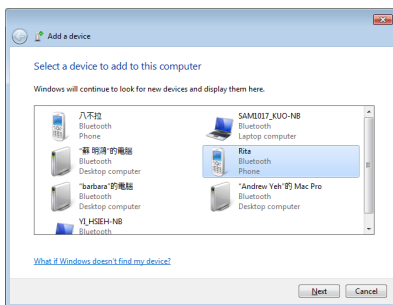 Add a device
Select a device to add to this computer
Windows will continue to look for new devices and display them here.
八不拉
Bluetooth
Phone
SAM1017_KUO-NB
Bluetooth
Laptop computer
"蘇 明鴻"的電腦
Bluetooth
Desktop computer
Rita
Bluetooth
Phone
"barbara"的電腦
Bluetooth
Desktop computer
"Andrew Yeh"的 Mac Pro
Bluetooth
Desktop computer
YI_HSIEH-NB
Bluetooth
What if Windows doesn't find my device?
Next
Cancel